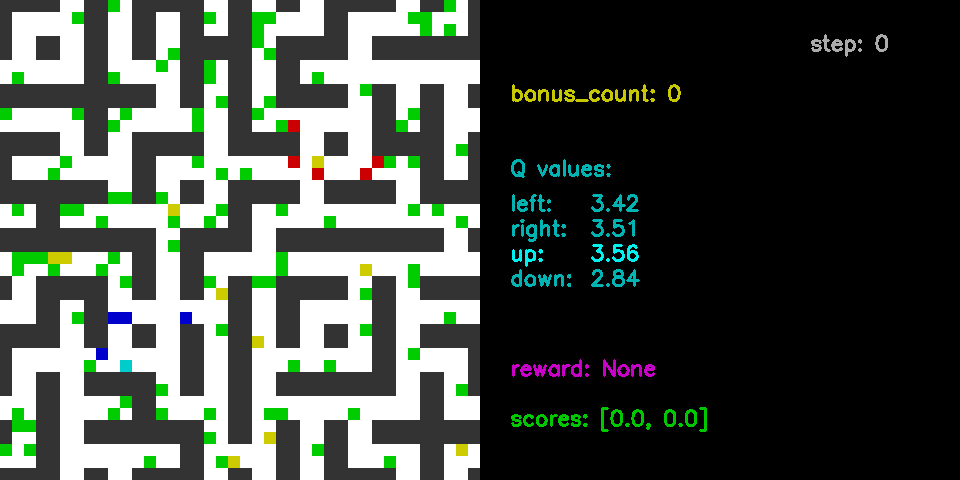 step: 0
bonus_count: 0
Q values:
left: 3.42
right: 3.51
up: 3.56
down: 2.84
reward: None
scores: [0.0, 0.0]